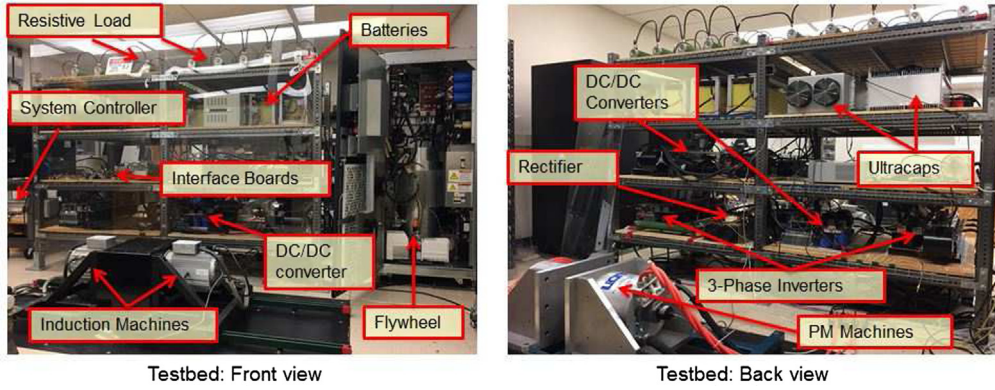 Resistive Load
Batteries
System Controller
Interface Boards
DC/DC
converter
Induction Machines
Flywheel
Testbed: Front view
DC/DC
Converters
Rectifier
Ultracaps
3-Phase Inverters
PM Machines
Testbed: Back view